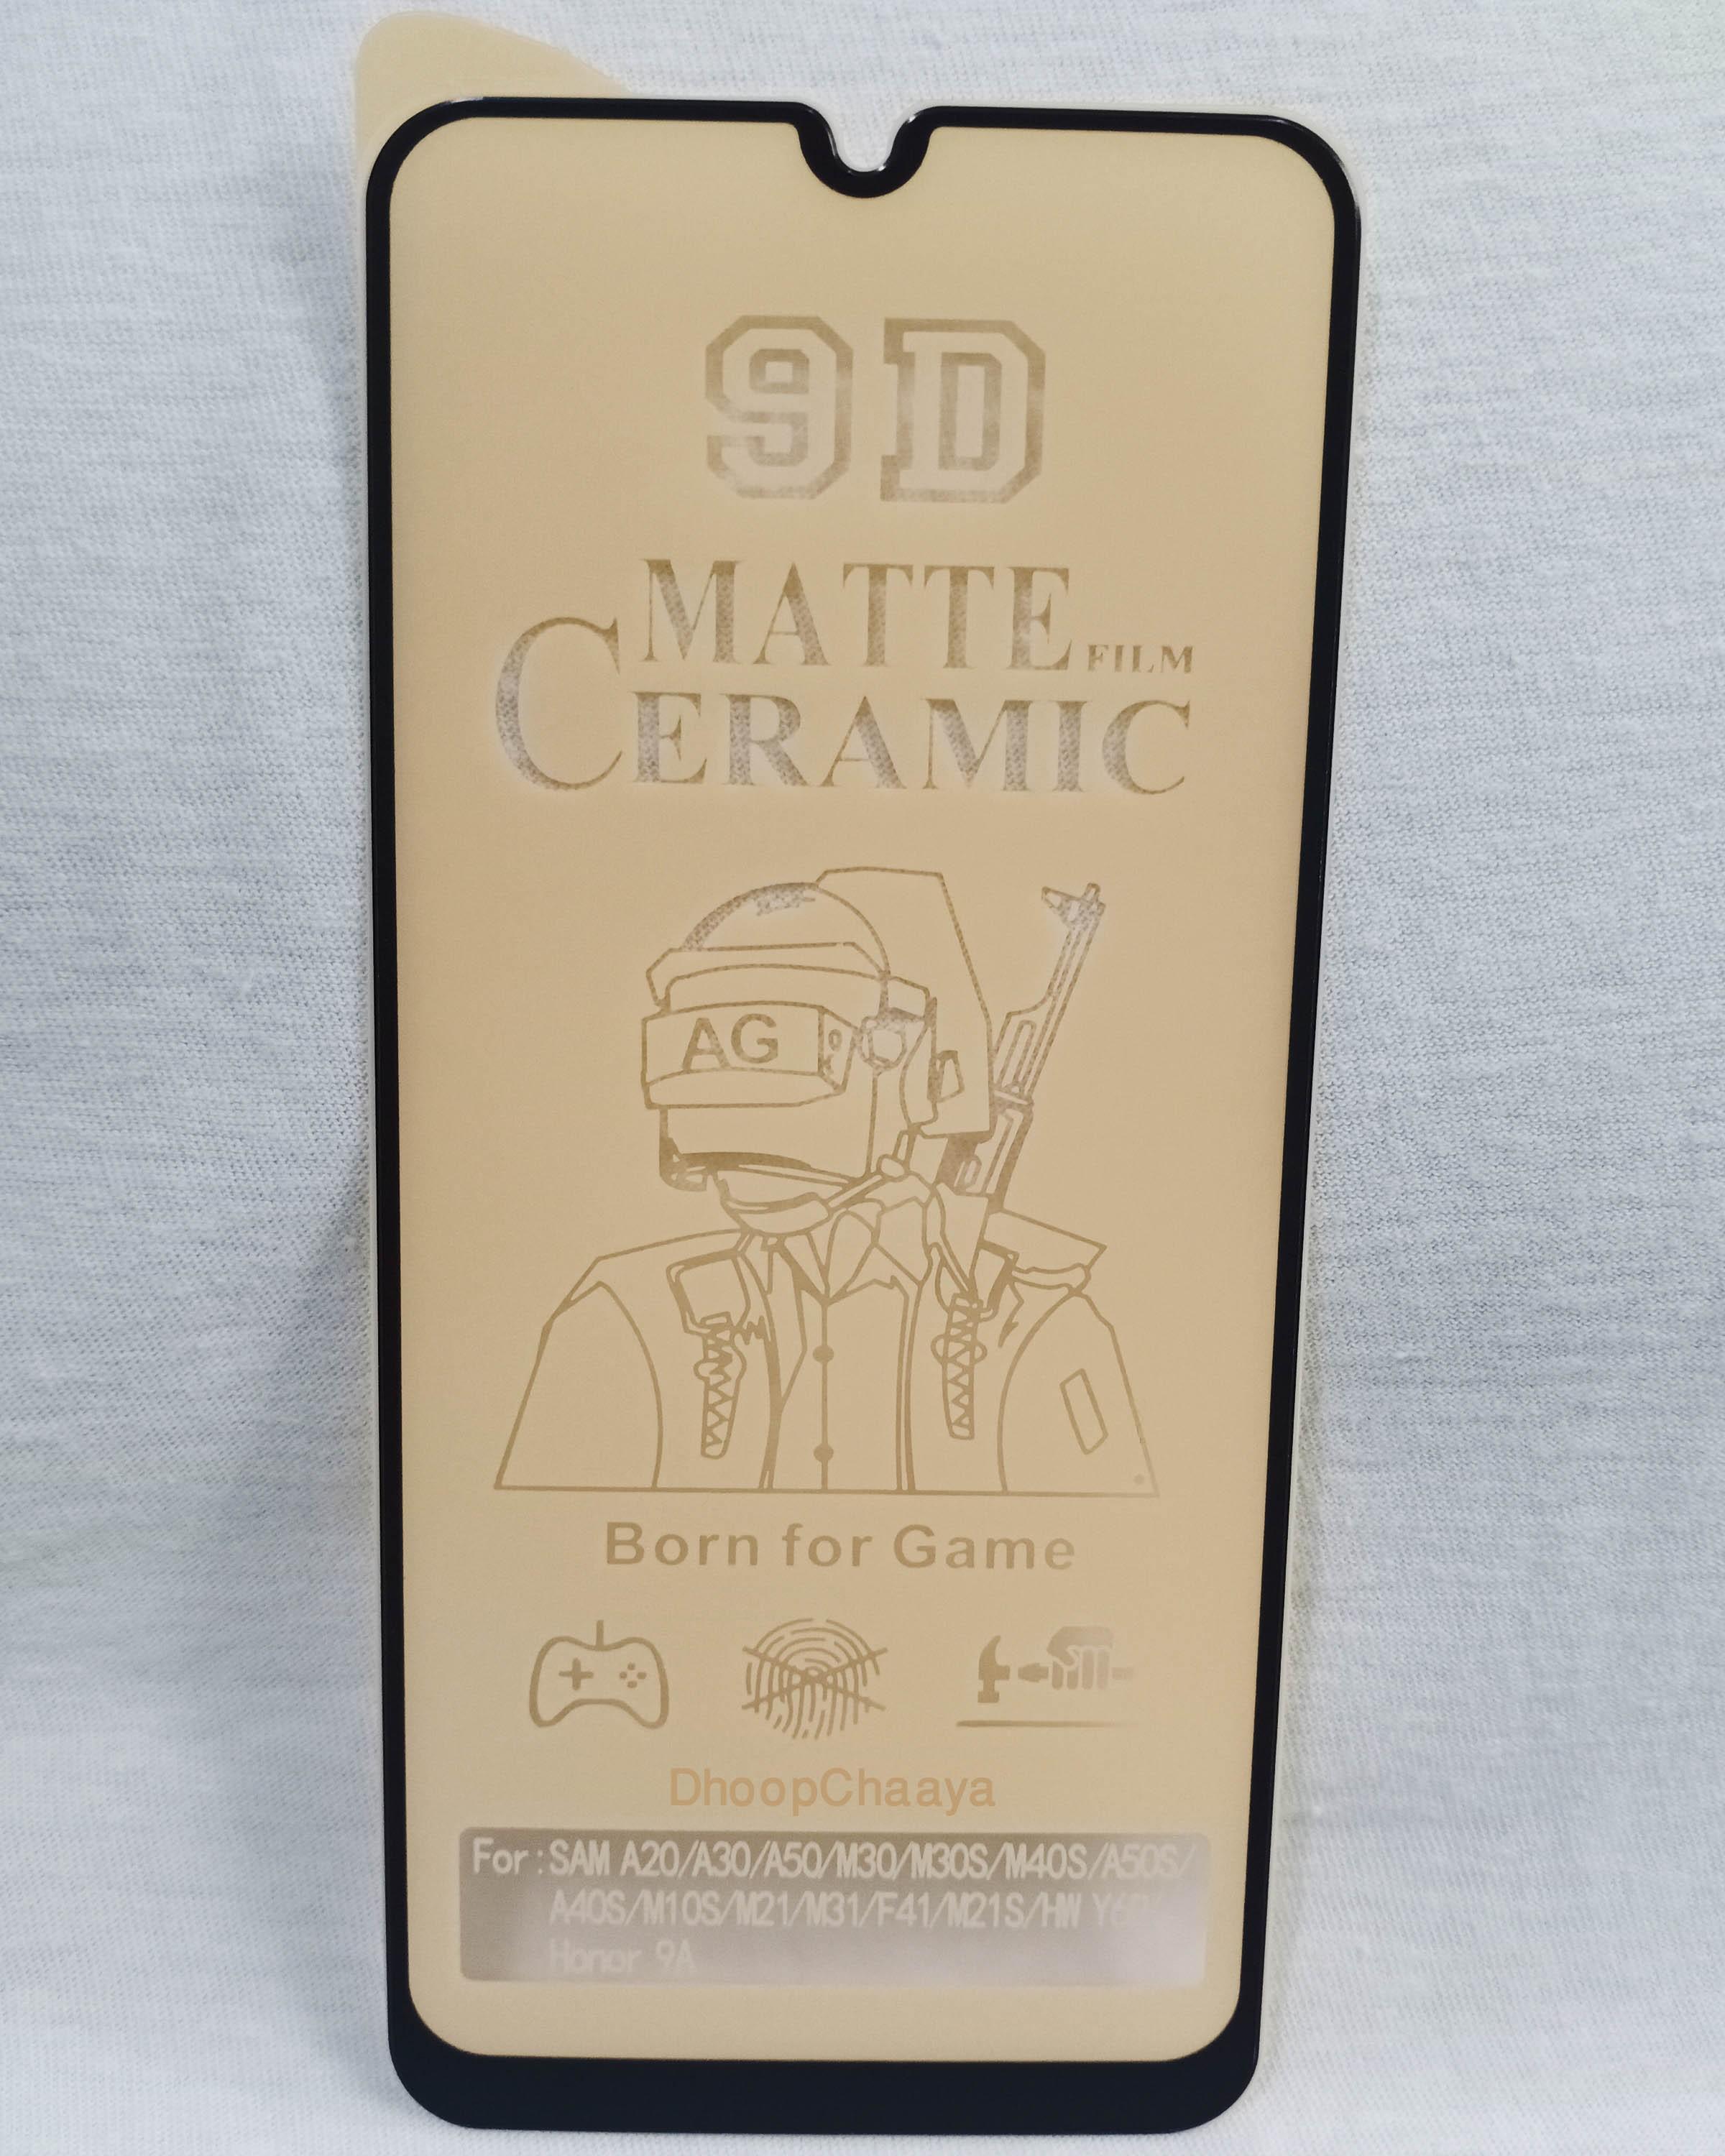 9D
MATTE FILM
CERAMIC
AG
Born for Game
DhoopChaaya
For:SAM A20/A30/A50/M30/M30S/M40S/A50S/
A40S/M10S/M21/M31/F41/M21S/HW
Honor 9A